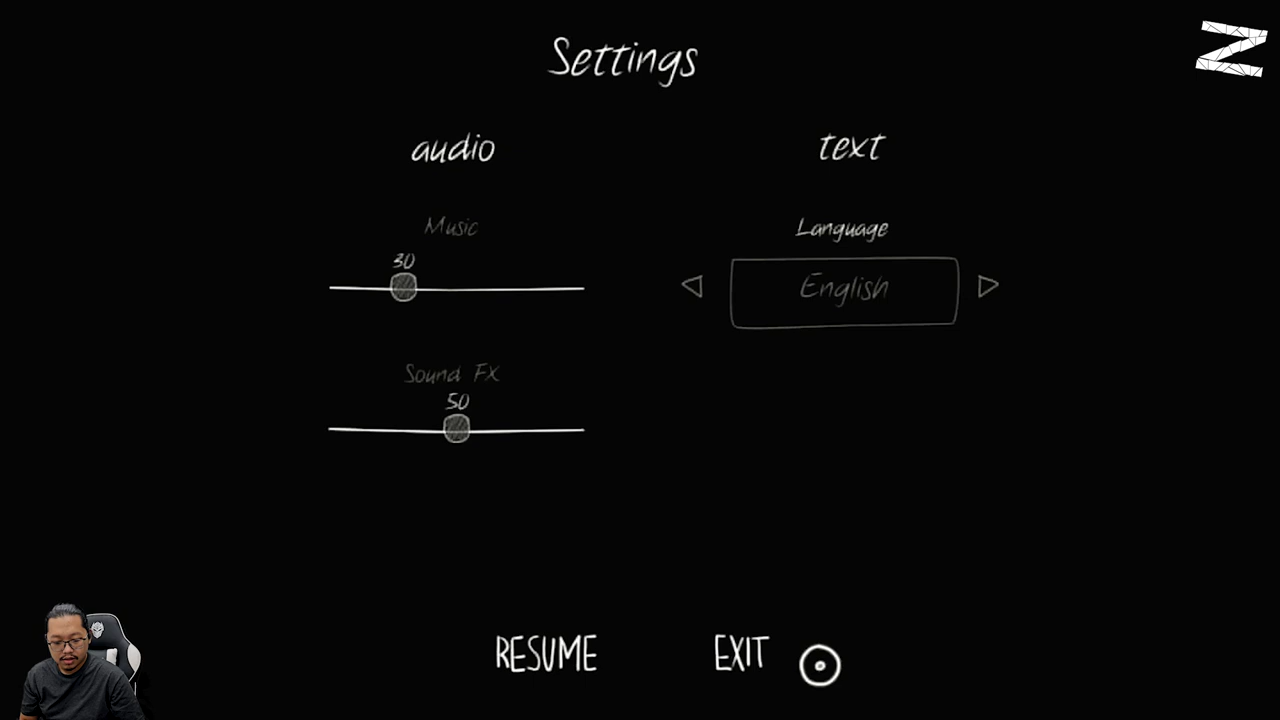 Settings
Z
audio
text
Music
Language
30
English
Sound FX
50
RESUME
EXIT